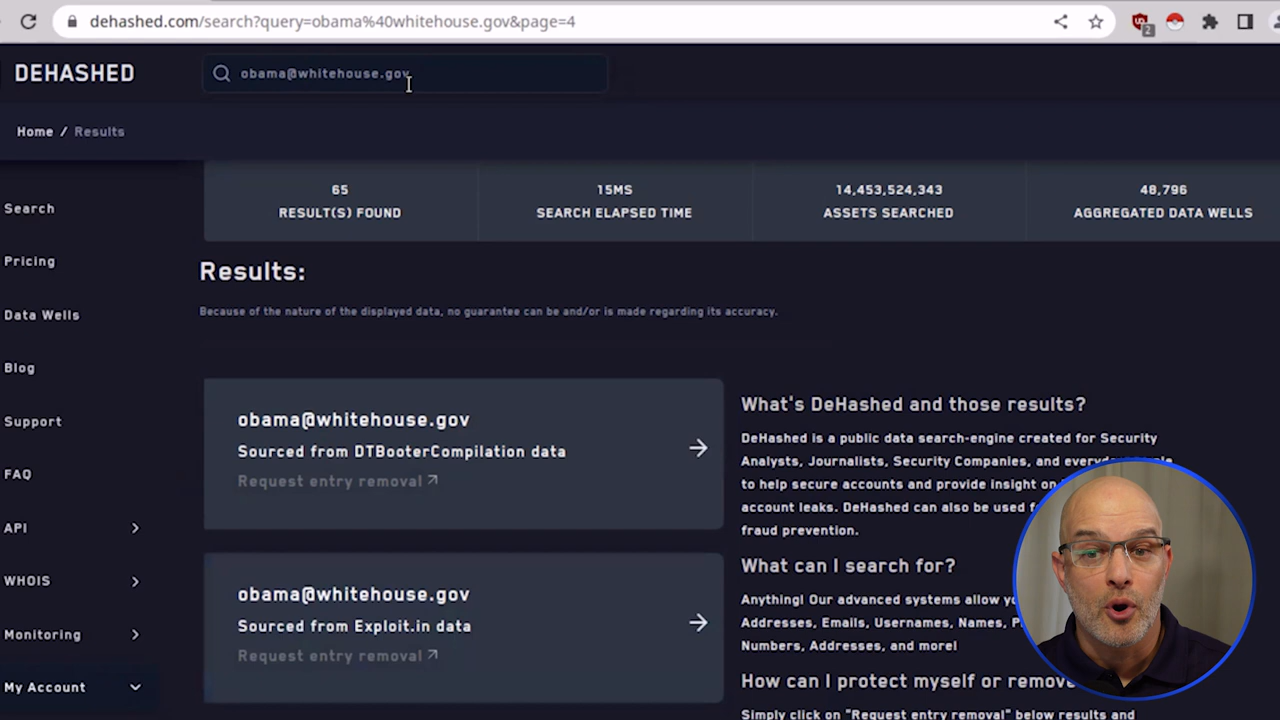 dehashed.com/search?query=obama%40whitehouse.gov&page=4
2
DEHASHED
obama@whitehouse.gov
Home / Results
65
RESULT(S) FOUND
15MS
SEARCH ELAPSED TIME
14,453,524,343
ASSETS SEARCHED
48,796
AGGREGATED DATA WELLS
Search
Pricing
Data Wells
Blog
Support
FAQ
API
WHOIS
Monitoring
My Account
Results:
Because of the nature of the displayed data, no guarantee can be and/or is made regarding its accuracy.
obama@whitehouse.gov
Sourced from DTBooterCompilation data
Request entry removal
obama@whitehouse.gov
Sourced from Exploit.in data
Request entry removal
What's DeHashed and those results?
DeHashed is a public data search-engine created for Security
Analysts, Journalists, Security Companies, and
to help secure accounts and provide insight on
account leaks. DeHashed can also be used
fraud prevention.
What can I search for?
Anything! Our advanced systems allow
Addresses, Emails, Usernames, Names,
Numbers, Addresses, and more!
How can I protect myself or remove
Simply click on "Request entry removal" below results and